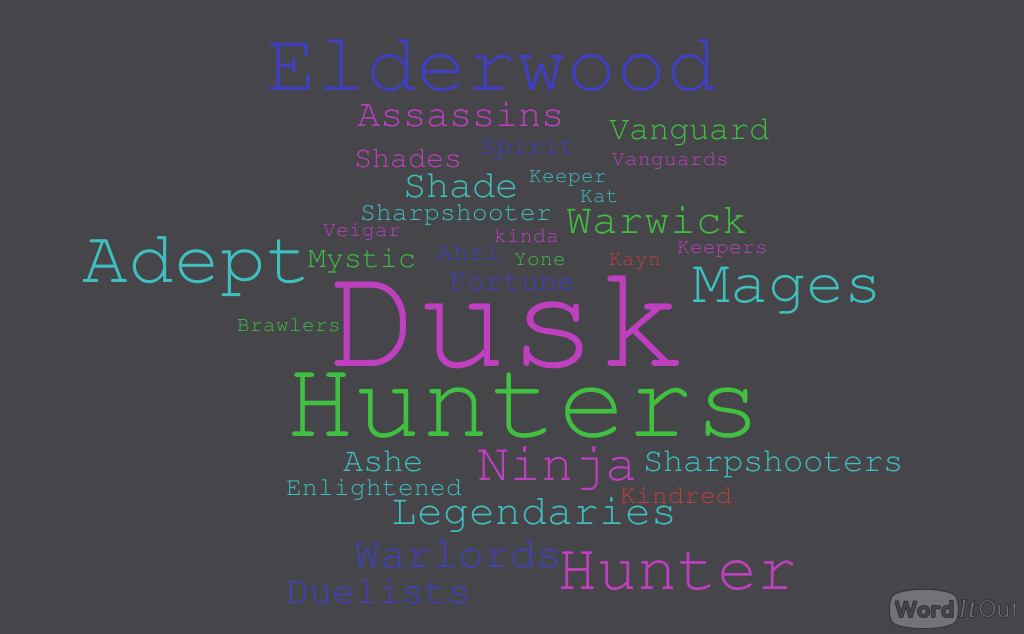 Elderwood
Assassins
Vanguard
Shades
Spirit
Vanguards
Shade
Keeper
Kat
Sharpshooter
Warwick
Veigar
kinda
Keepers
Adept
Mystic
Ahri
Yone
Kayn
Fortune
Mages
Brawlers
Dusk
Hunters
Ashe
Ninja
Sharpshooters
Enlightened
Kindred
Legendaries
Warlords
Hunter
Duelists
WordItOut